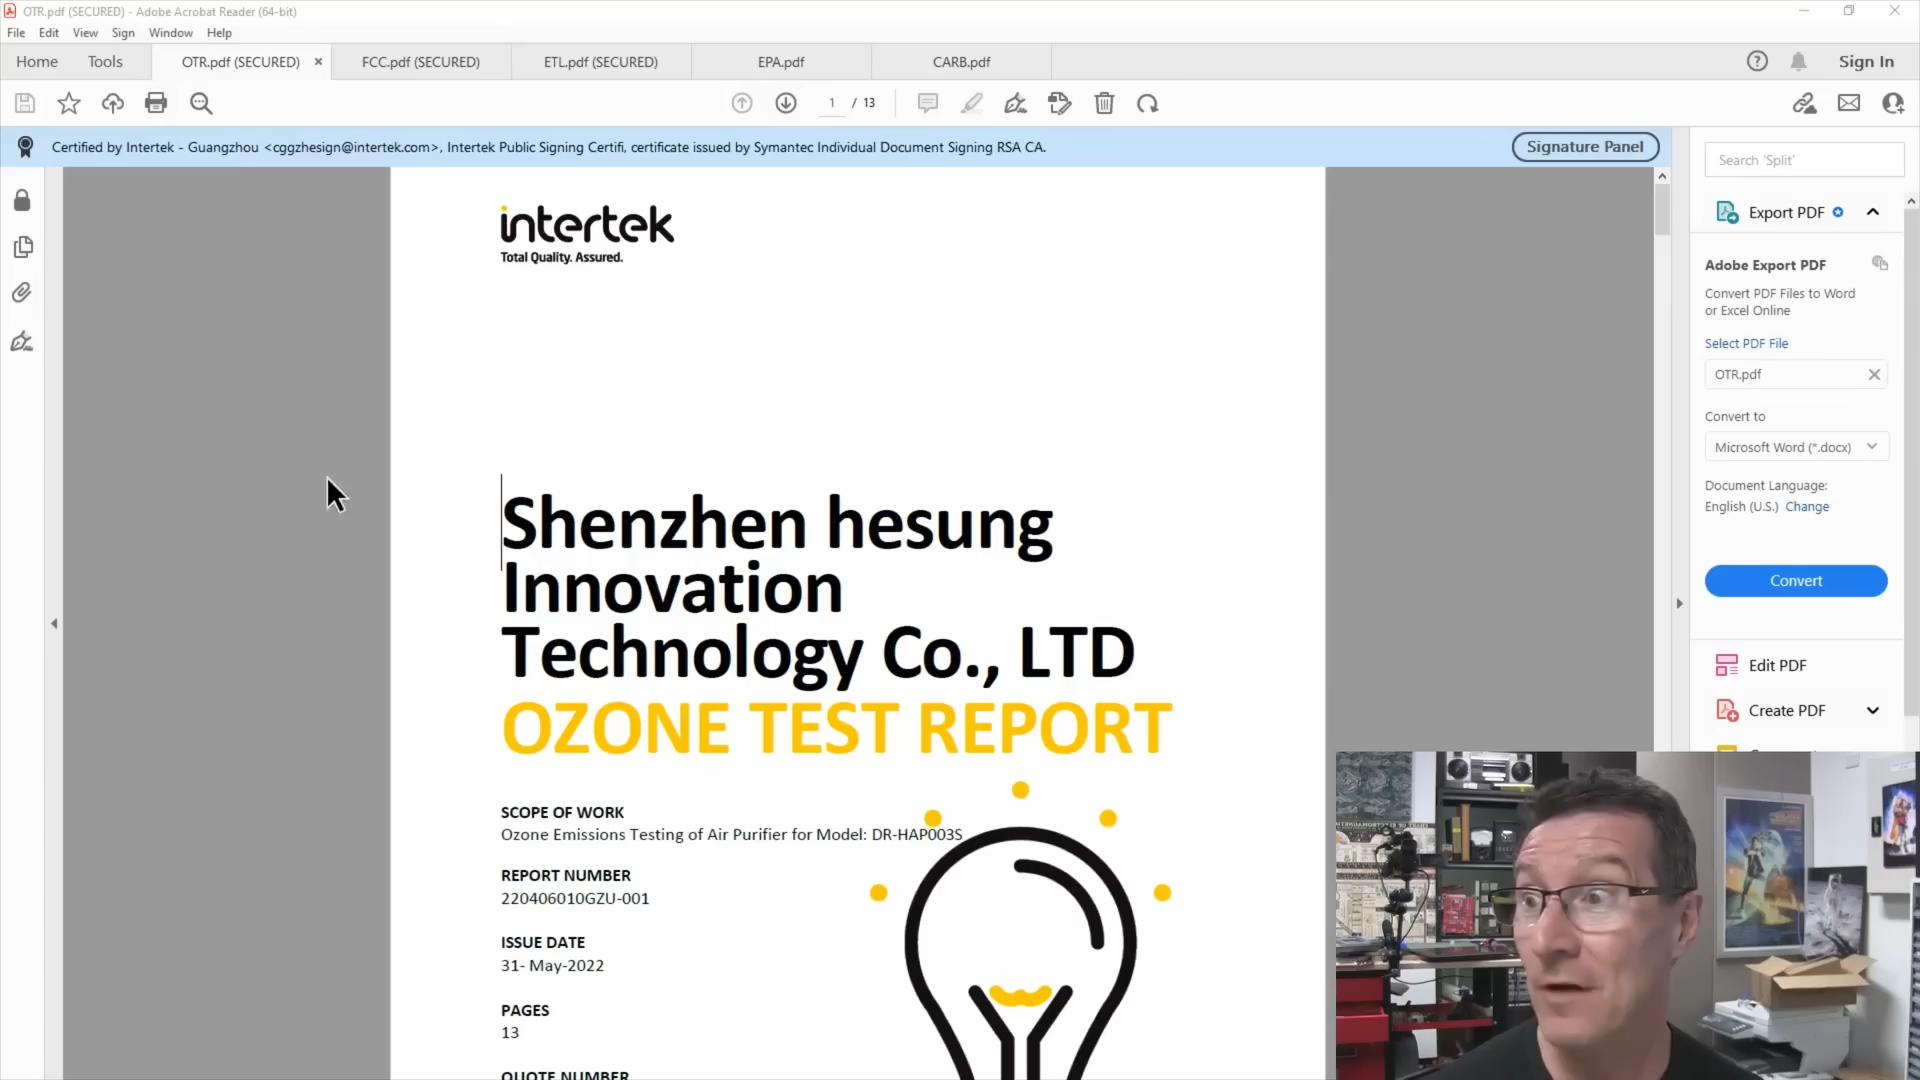 OTR.pdf (SECURED) - Adobe Acrobat Reader (64-bit)
File Edit View Sign Window Help
Home Tools OTR.pdf (SECURED) FCC.pdf (SECURED) ETL.pdf (SECURED) EPA.pdf CARB.pdf Sign In
1 / 13
Certified by Intertek - Guangzhou <cggzhesign@intertek.com>, Intertek Public Signing Certifi, certificate issued by Symantec Individual Document Signing RSA CA.
Signature Panel
Search 'Split'
intertek
Total Quality. Assured.
Shenzhen hesung
Innovation
Technology Co., LTD
OZONE TEST REPORT
SCOPE OF WORK
Ozone Emissions Testing of Air Purifier for Model: DR-HAP003S
REPORT NUMBER
220406010GZU-001
ISSUE DATE
31- May-2022
PAGES
13
QUOTE NUMBER
Export PDF
Adobe Export PDF
Convert PDF Files to Word
or Excel Online
Select PDF File
OTR.pdf
Convert to
Microsoft Word (*.docx)
Document Language:
English (U.S.) Change
Convert
Edit PDF
Create PDF